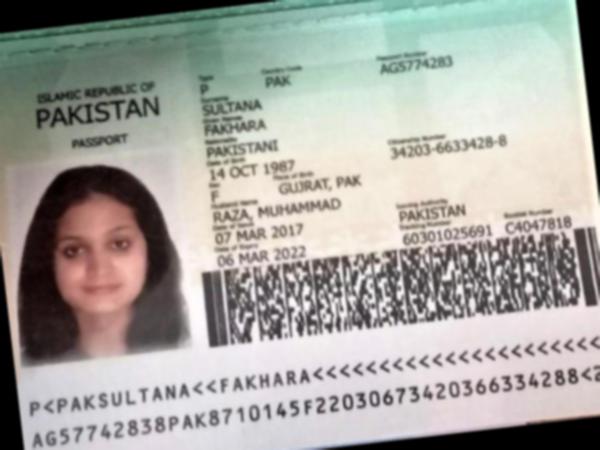 ISLAMIC REPUBLIC OF
PAKISTAN
PASSPORT
Type Country Code Passport Number
P PAK AG5774283
Surname
SULTANA
Given Names
FAKHARA
Nationality Citizenship Number
PAKISTANI 34203-6633428-8
Date of Birth
14 OCT 1987
Sex Place of Birth
F GUJRAT, PAK
Husband Name
RAZA, MUHAMMAD
Date of Issue Issuing Authority
07 MAR 2017 PAKISTAN
Date of Expiry Tracking Number Booklet Number
06 MAR 2022 60301025691 C4047818
P<PAKSULTANA<<FAKHARA<<<<<<<<<<<<<<<<<<<<<<
AG57742838PAK8710145F22030673420366334288<2